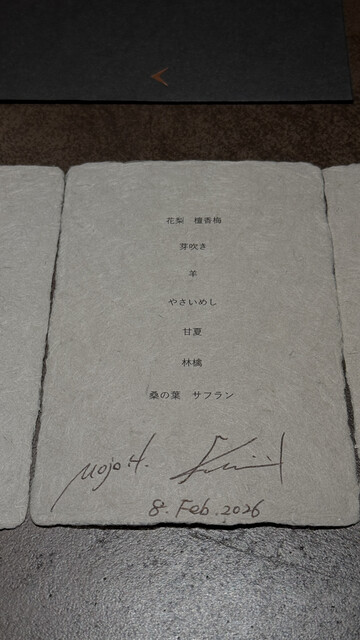 花梨　檀香梅
芽吹き
羊
やさいめし
甘夏
林檎
桑の葉　サフラン
8. Feb. 2026